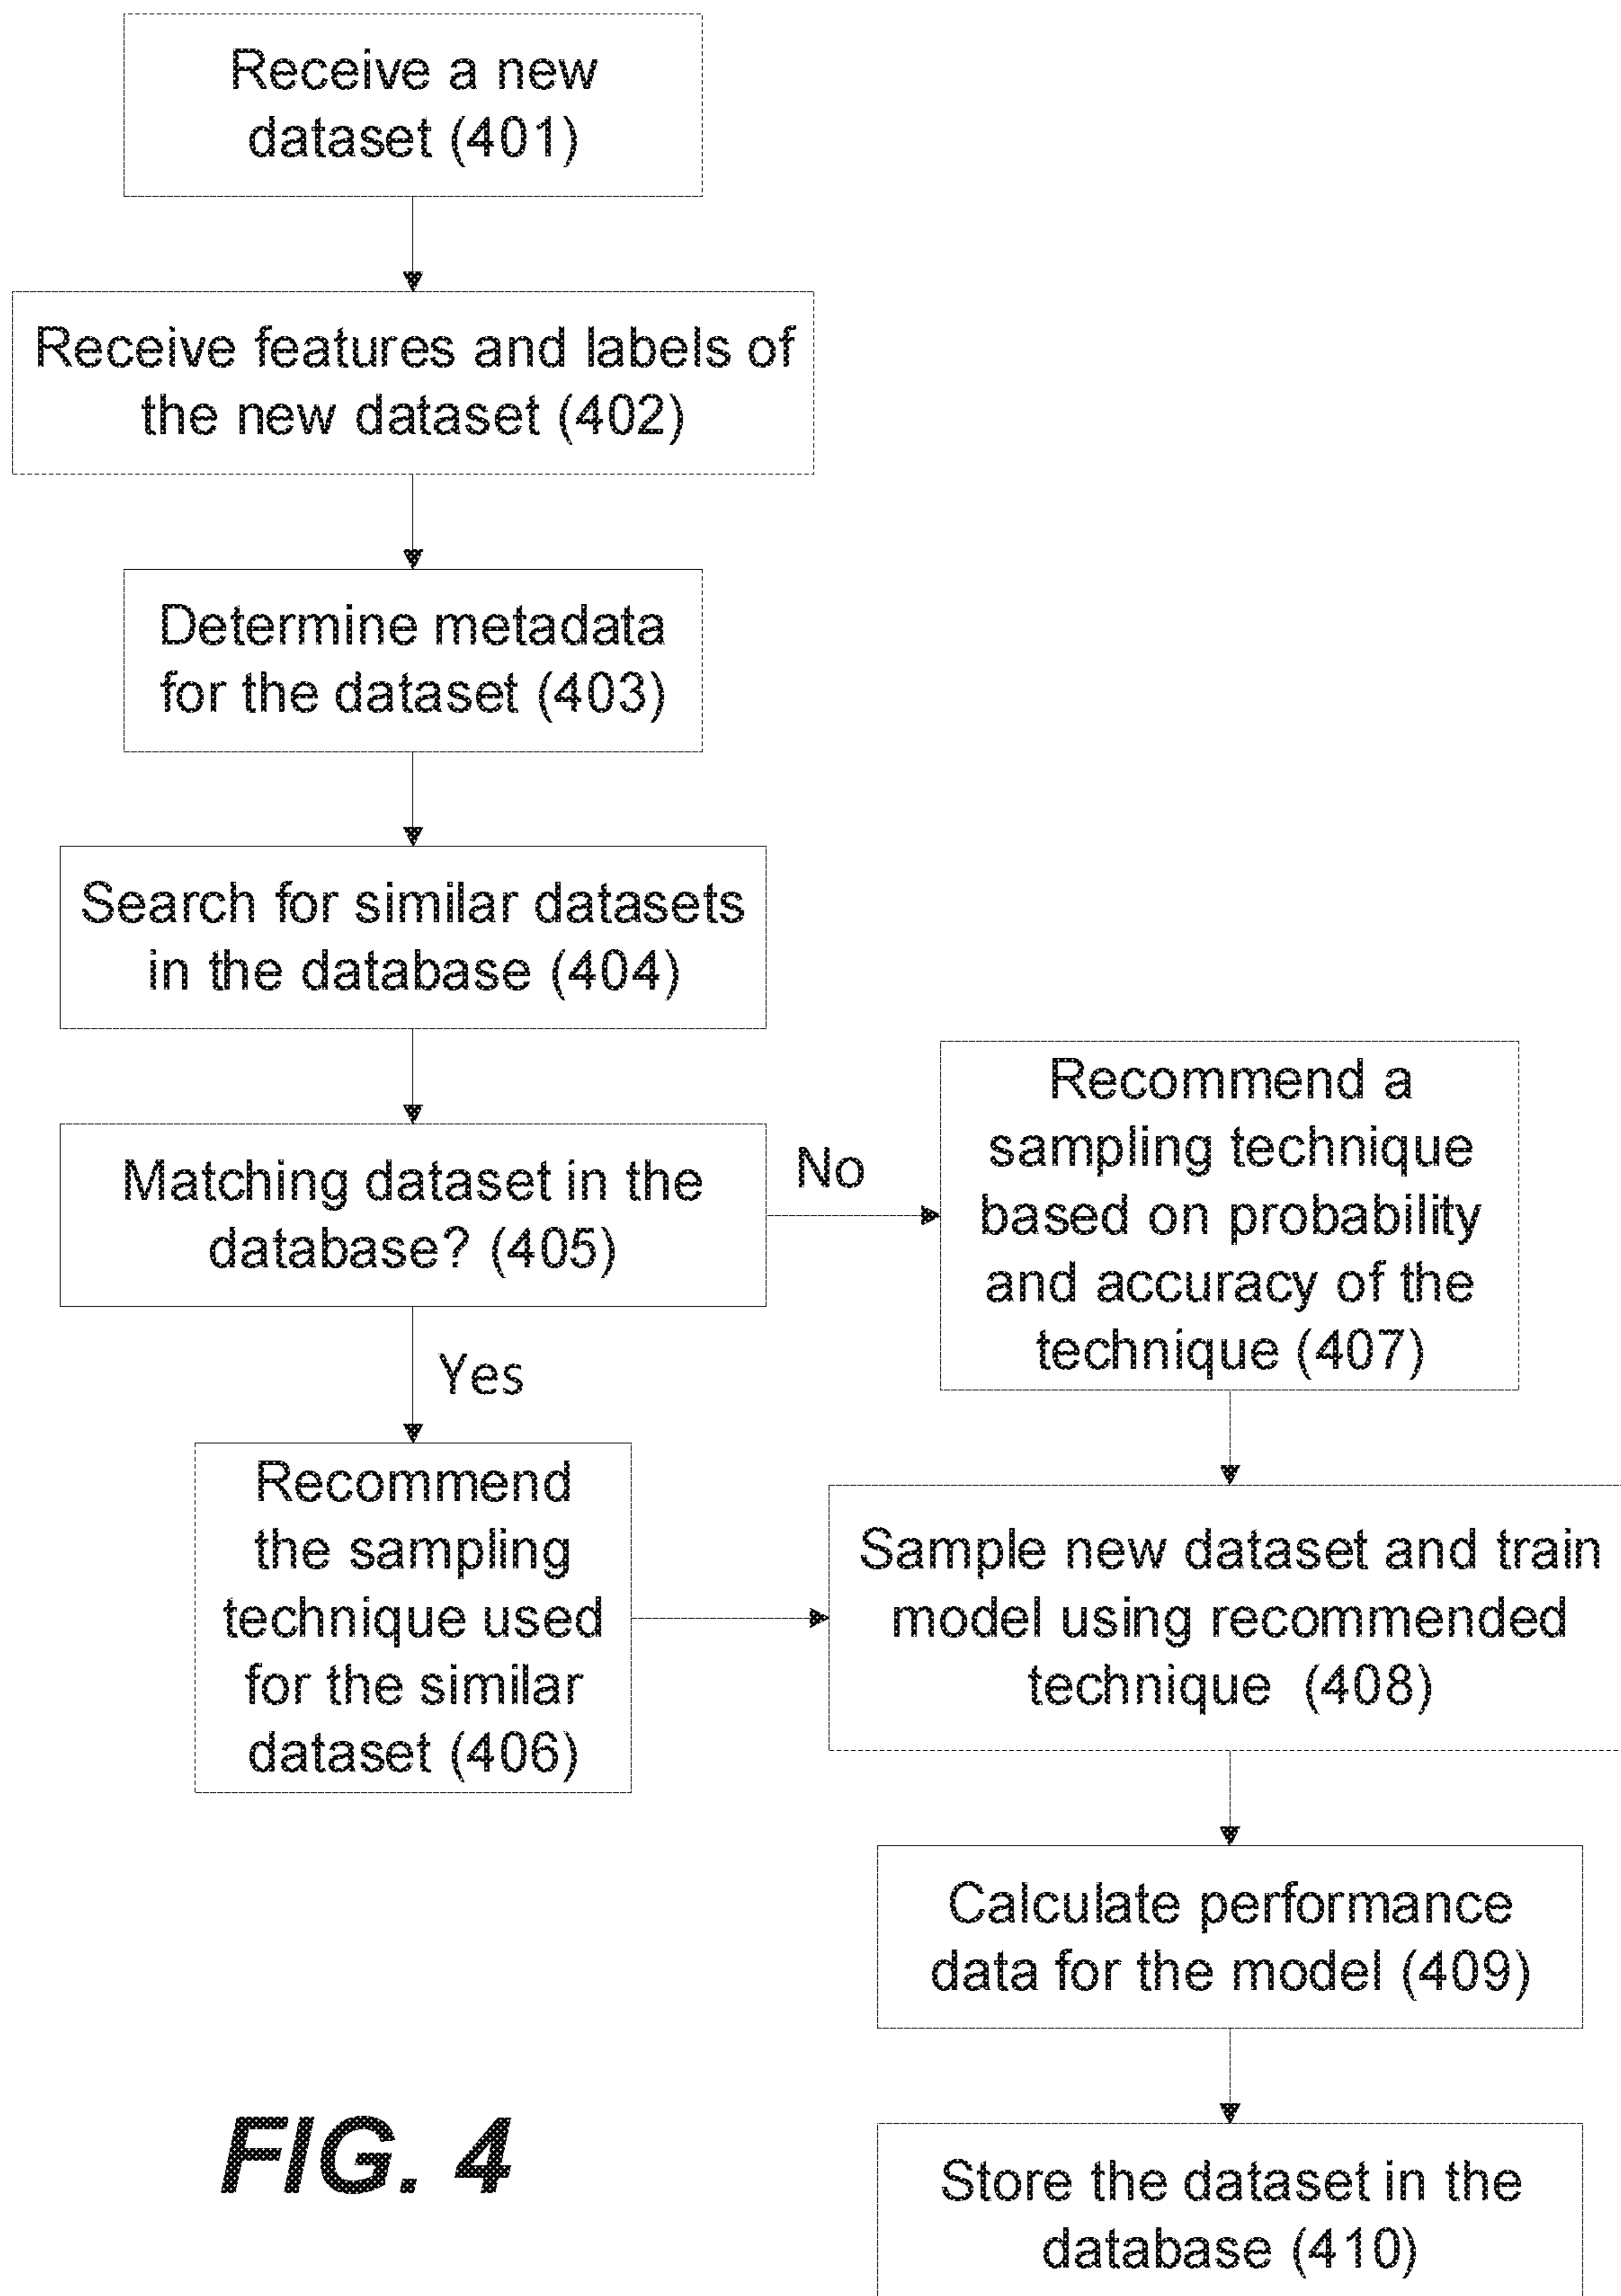 Receive a new
dataset (401)
Receive features and labels of
the new dataset (402)
Determine metadata
for the dataset (403)
Search for similar datasets
in the database (404)
Matching dataset in the
database? (405)
No
Yes
Recommend
the sampling
technique used
for the similar
dataset (406)
Recommend a
sampling technique
based on probability
and accuracy of the
technique (407)
Sample new dataset and train
model using recommended
technique (408)
Calculate performance
data for the model (409)
Store the dataset in the
database (410)
FIG. 4